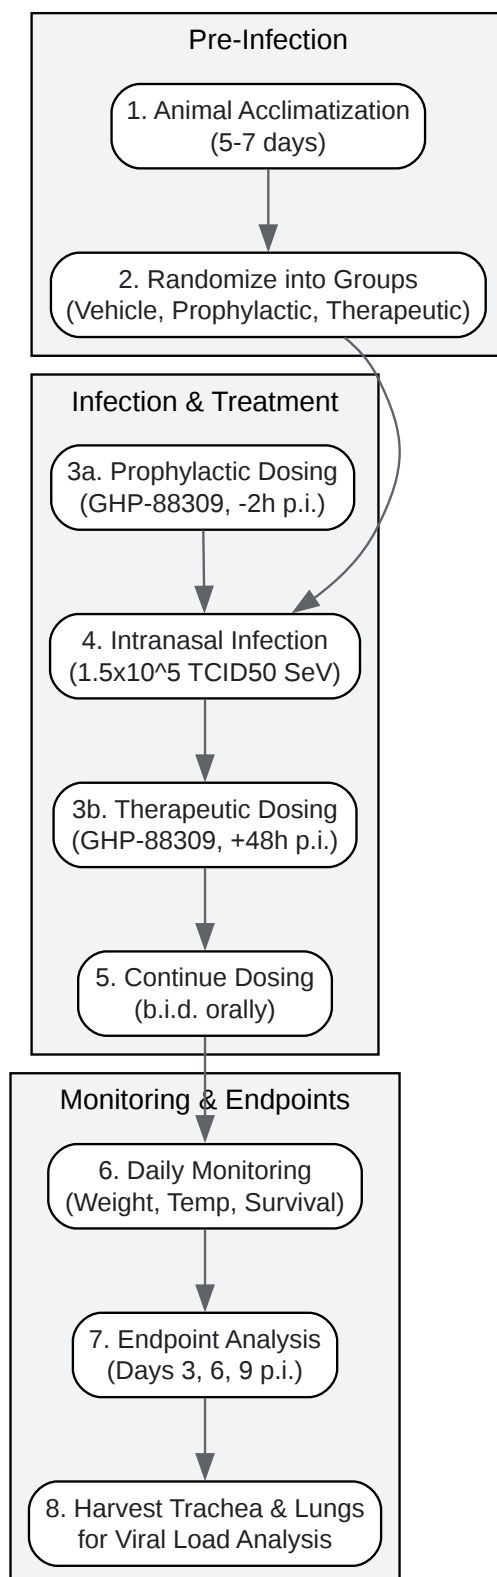 Pre-Infection
1. Animal Acclimatization
(5-7 days)
2. Randomize into Groups
(Vehicle, Prophylactic, Therapeutic)
Infection & Treatment
3a. Prophylactic Dosing
(GHP-88309, -2h p.i.)
4. Intranasal Infection
(1.5x10^5 TCID50 SeV)
3b. Therapeutic Dosing
(GHP-88309, +48h p.i.)
5. Continue Dosing
(b.i.d. orally)
Monitoring & Endpoints
6. Daily Monitoring
(Weight, Temp, Survival)
7. Endpoint Analysis
(Days 3, 6, 9 p.i.)
8. Harvest Trachea & Lungs
for Viral Load Analysis